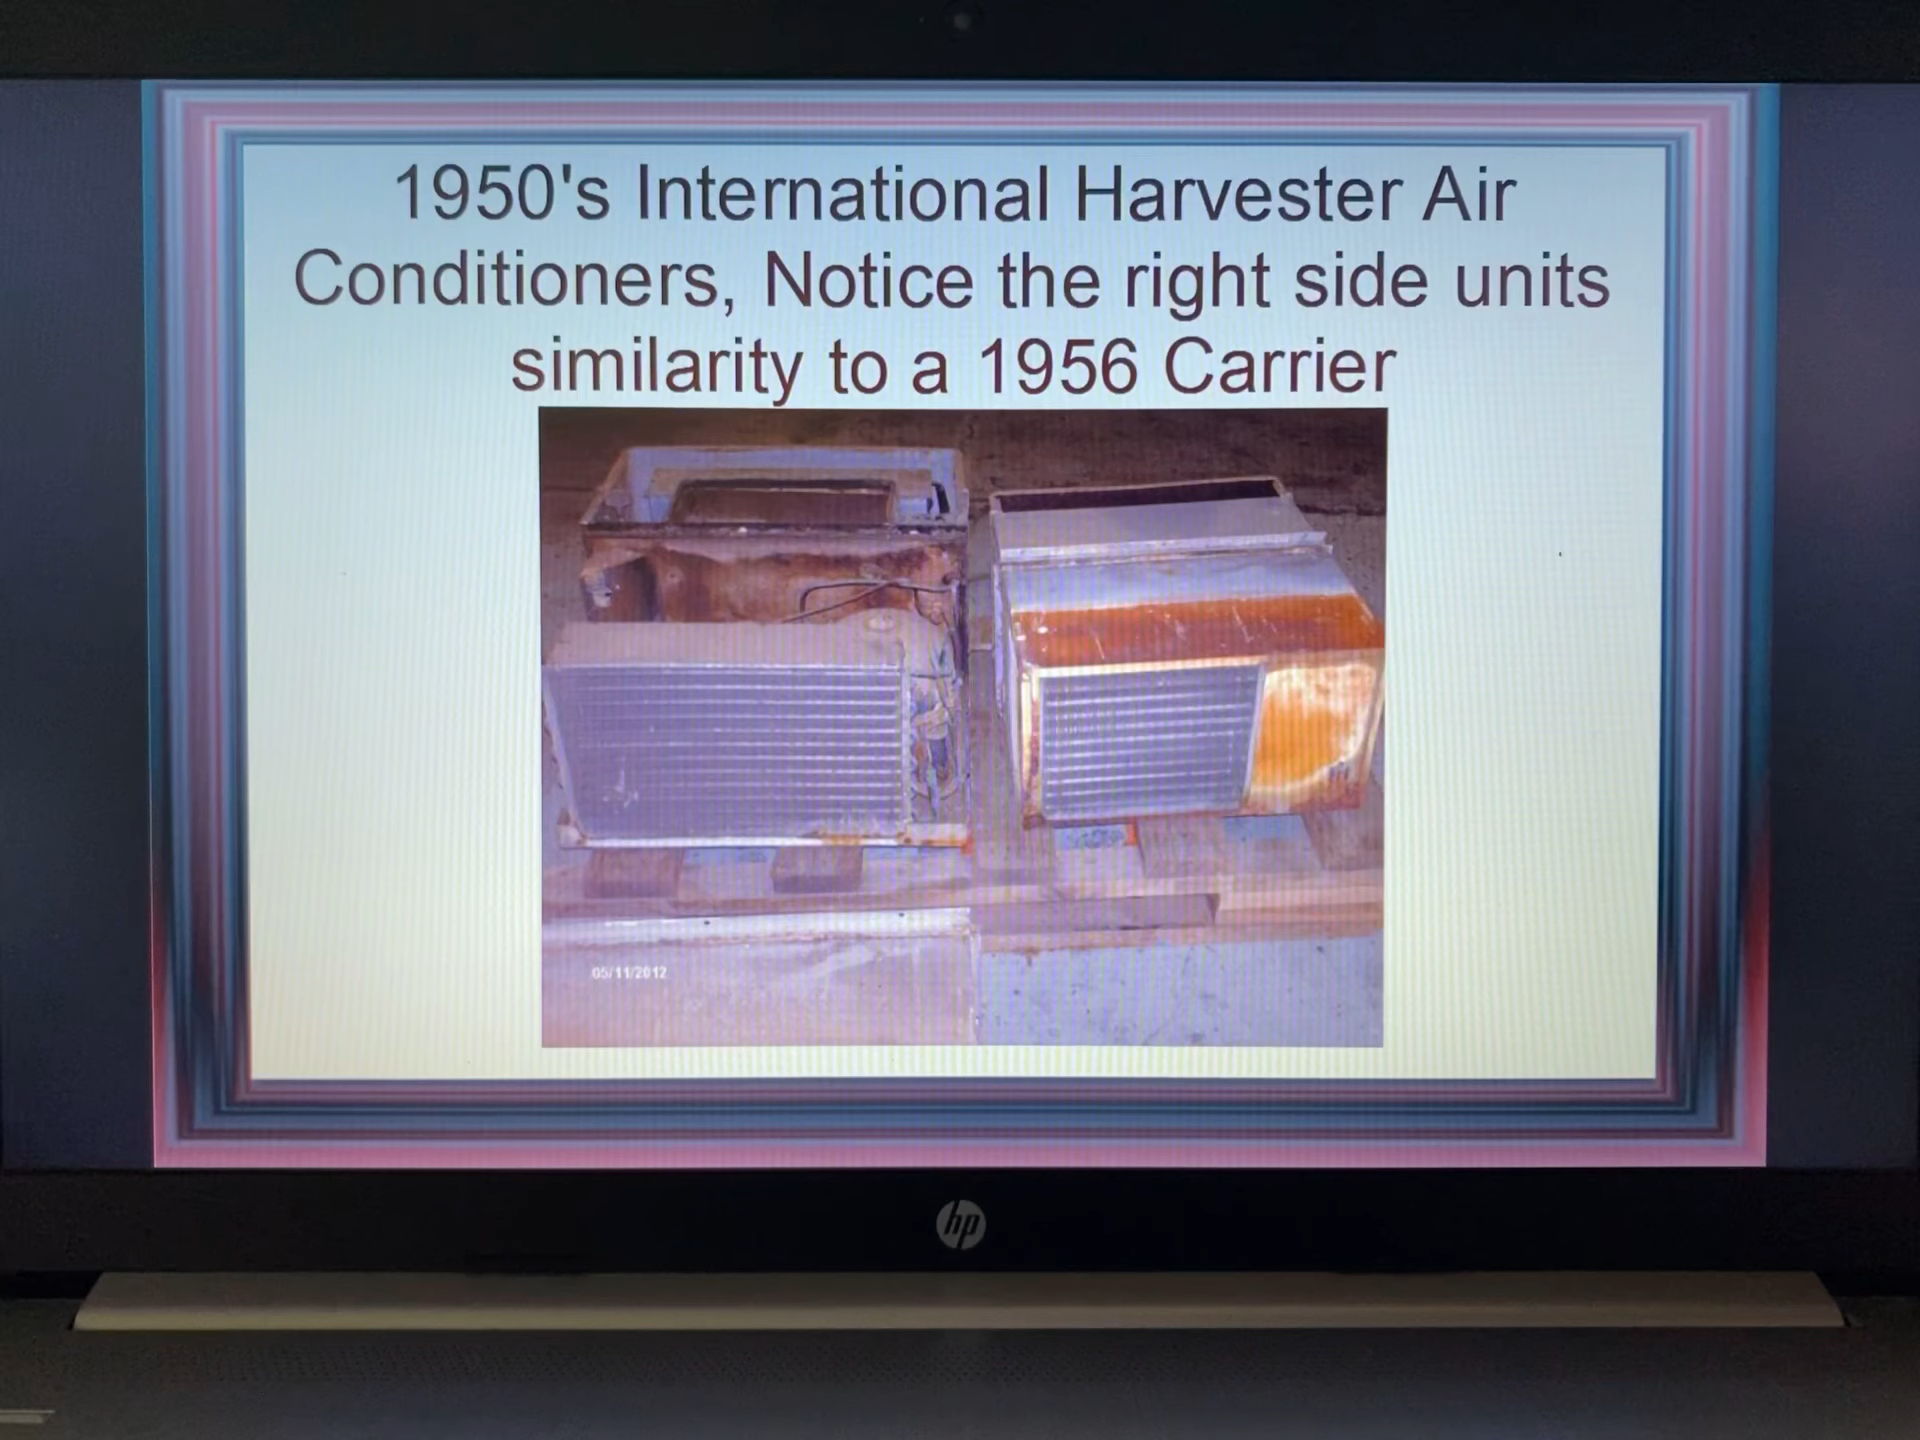 1950's International Harvester Air
Conditioners, Notice the right side units
similarity to a 1956 Carrier
05/11/2012
hp